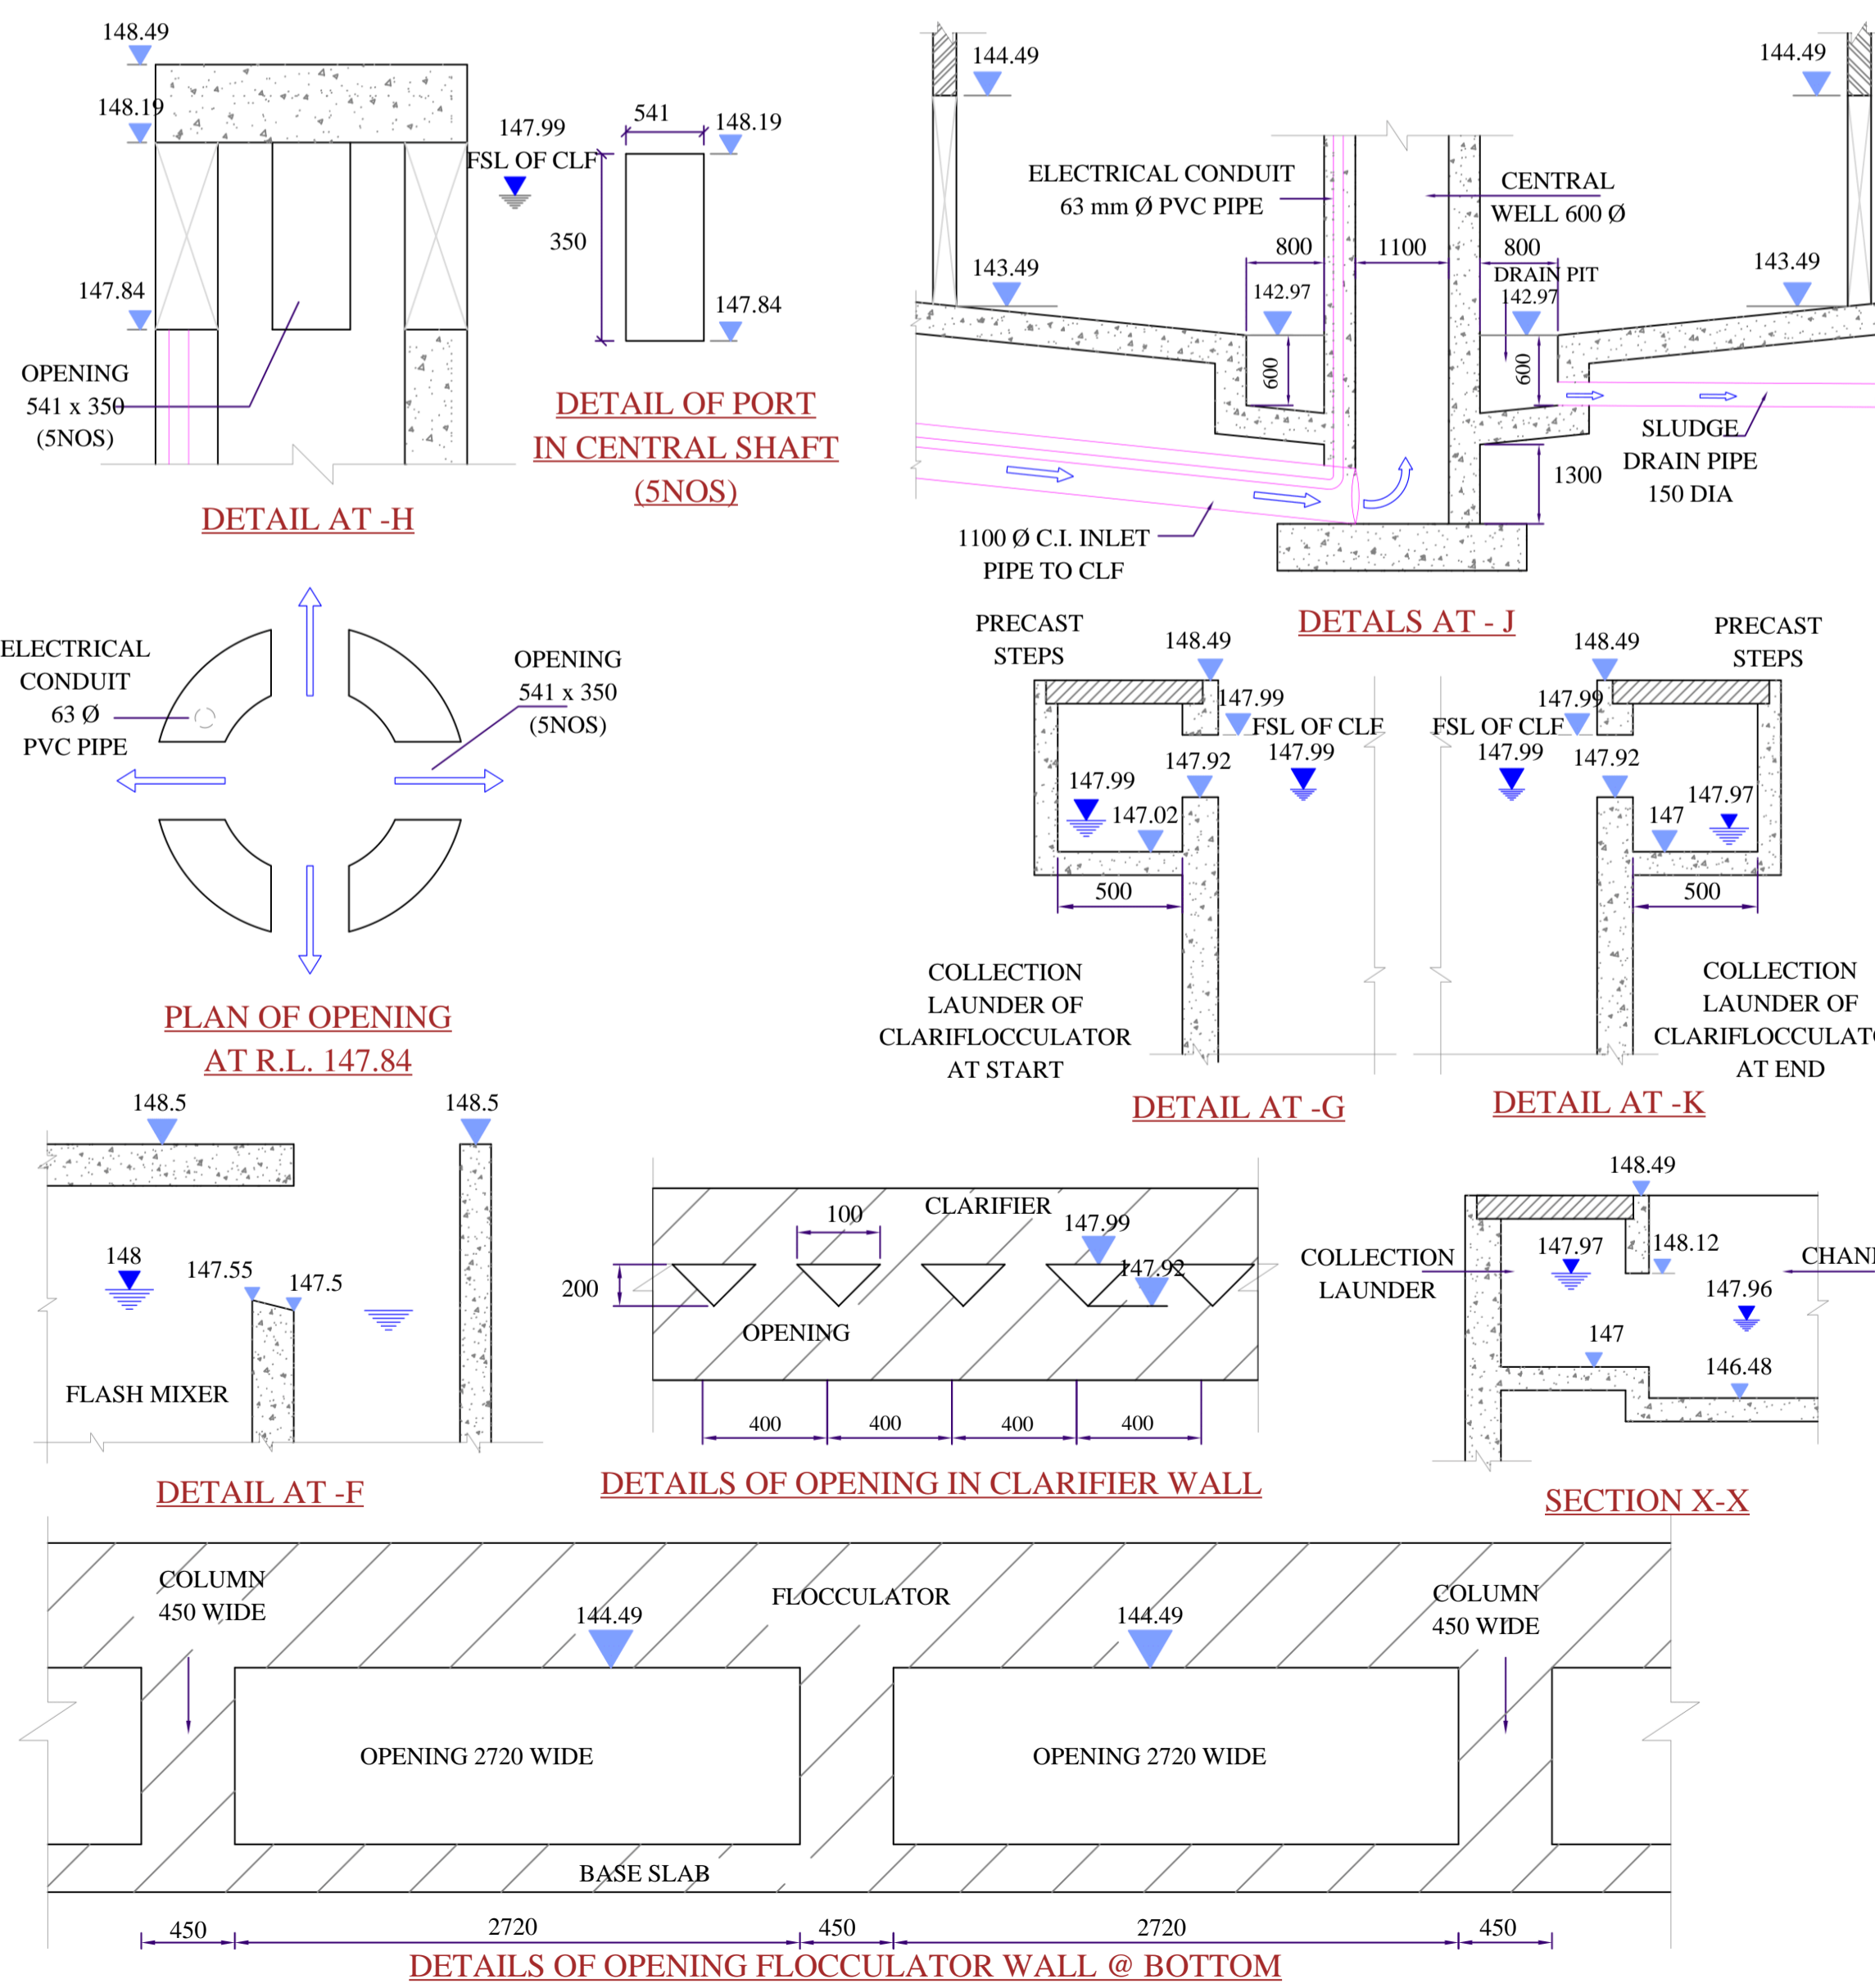 148.49
148.19
147.84
OPENING
541 x 350
(5NOS)
DETAIL AT -H
147.99
FSL OF CLF
541
148.19
350
147.84
DETAIL OF PORT
IN CENTRAL SHAFT
(5NOS)
144.49
144.49
ELECTRICAL CONDUIT
63 mm Ø PVC PIPE
CENTRAL
WELL 600 Ø
800
1100
800
DRAIN PIT
143.49
142.97
142.97
143.49
600
600
SLUDGE
DRAIN PIPE
150 DIA
1300
1100 Ø C.I. INLET
PIPE TO CLF
DETALS AT - J
ELECTRICAL
CONDUIT
63 Ø
PVC PIPE
OPENING
541 x 350
(5NOS)
PLAN OF OPENING
AT R.L. 147.84
PRECAST
STEPS
148.49
147.99
FSL OF CLF
147.99
147.92
147.99
147.02
500
COLLECTION
LAUNDER OF
CLARIFLOCCULATOR
AT START
DETAIL AT -G
148.49
PRECAST
STEPS
147.99
FSL OF CLF
147.99
147.92
147.97
147
500
COLLECTION
LAUNDER OF
CLARIFLOCCULATO
AT END
DETAIL AT -K
148.5
148.5
148
147.55
147.5
FLASH MIXER
DETAIL AT -F
CLARIFIER
100
147.99
147.92
200
OPENING
400
400
400
400
DETAILS OF OPENING IN CLARIFIER WALL
148.49
COLLECTION
LAUNDER
147.97
148.12
CHAN
147.96
147
146.48
SECTION X-X
COLUMN
450 WIDE
144.49
FLOCCULATOR
144.49
COLUMN
450 WIDE
OPENING 2720 WIDE
OPENING 2720 WIDE
BASE SLAB
450
2720
450
2720
450
DETAILS OF OPENING FLOCCULATOR WALL @ BOTTOM